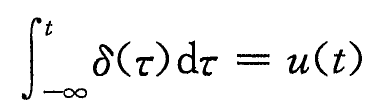 ∫_{-∞}^{t} δ(τ)dτ = u(t)